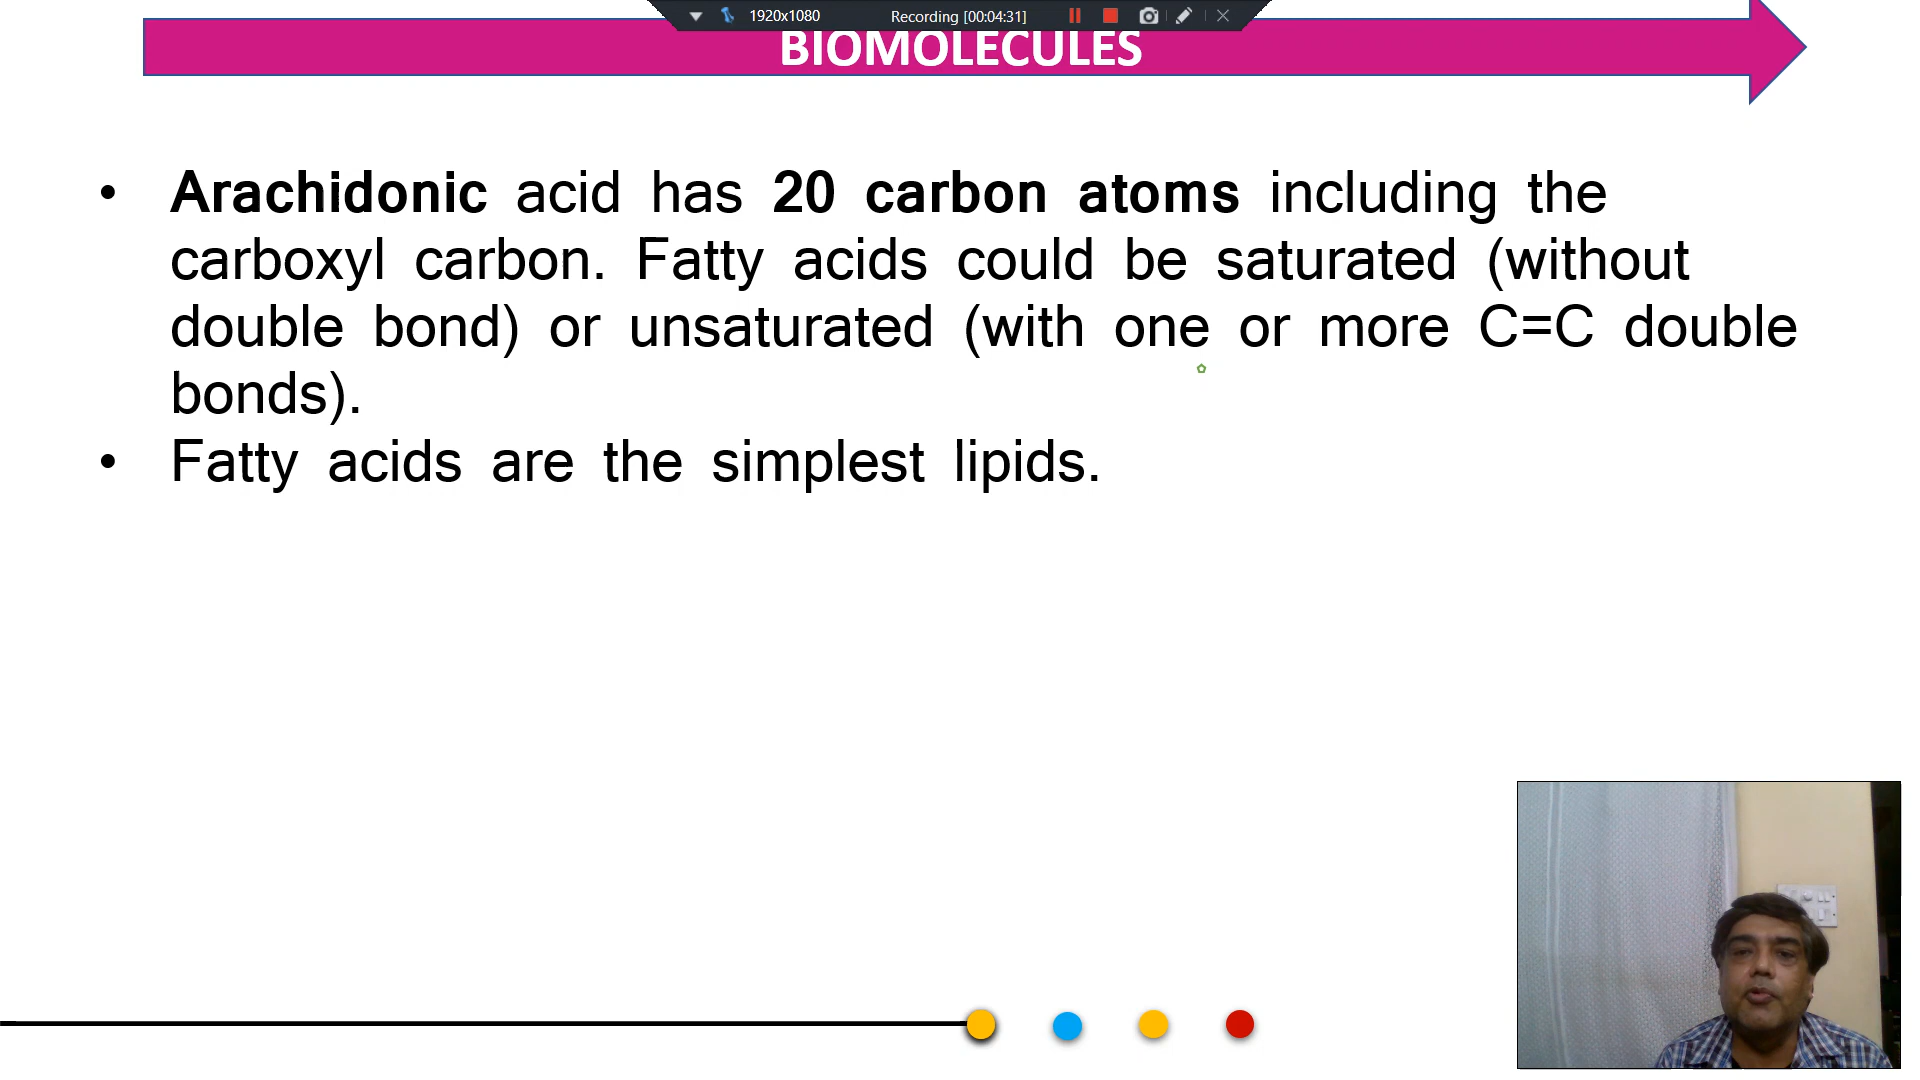 1920x1080 Recording [00:04:31]
BIOMOLECULES
• Arachidonic acid has 20 carbon atoms including the
carboxyl carbon. Fatty acids could be saturated (without
double bond) or unsaturated (with one or more C=C double
bonds).
• Fatty acids are the simplest lipids.